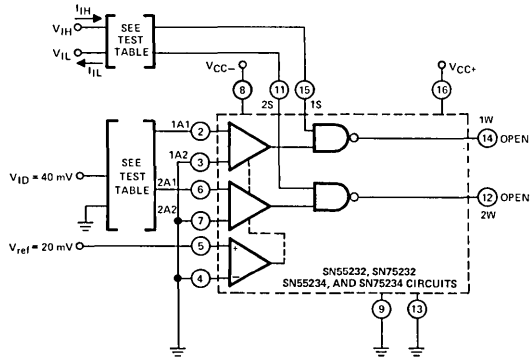 I_IH
V_IH
V_IL
I_IL
SEE
TEST
TABLE
V_CC−
8
11
15
2S
1S
V_CC+
16
1A1
2
1A2
3
2A1
6
2A2
7
5
4
SEE
TEST
TABLE
V_ID = 40 mV
V_ref = 20 mV
+
−
1W
14
OPEN
12
OPEN
2W
SN55232, SN75232
SN55234, AND SN75234 CIRCUITS
9
13